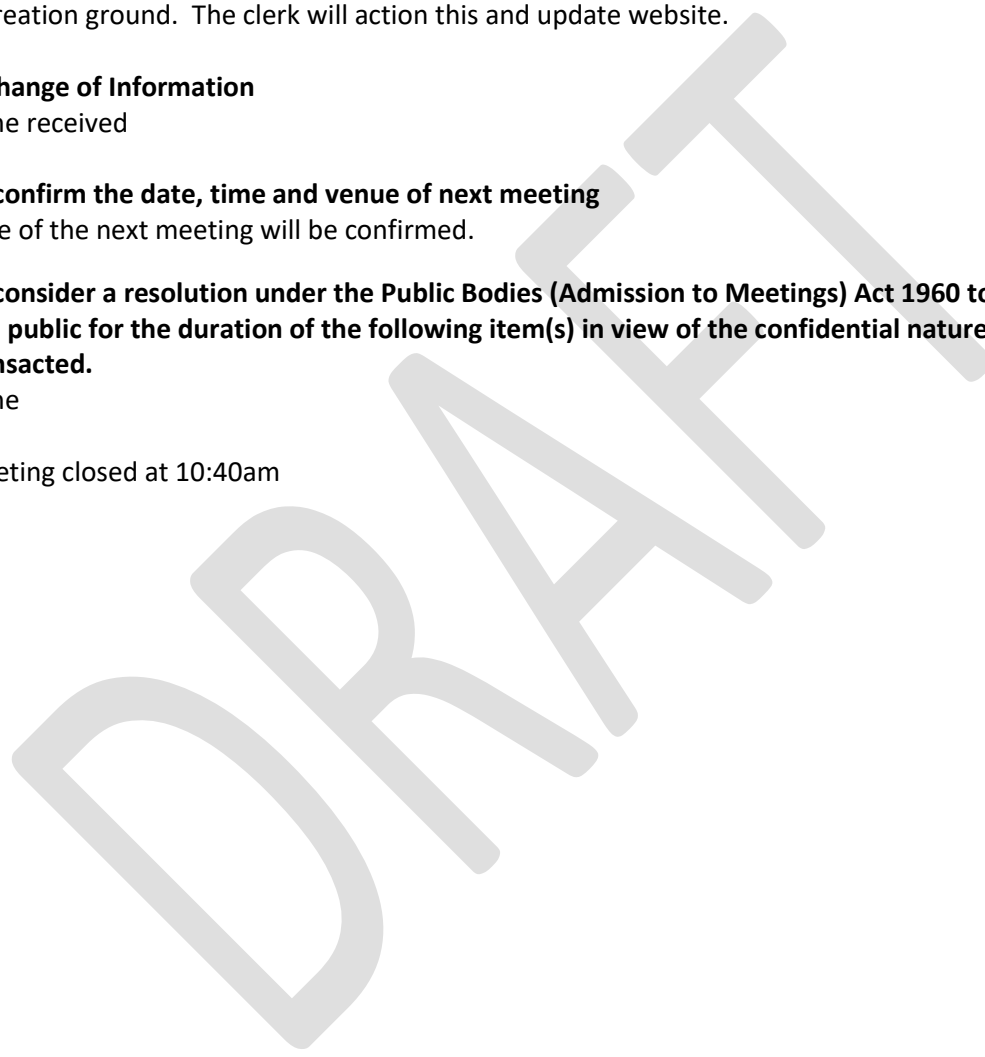 reation ground. The clerk will action this and update website.
hange of Information
ne received
confirm the date, time and venue of next meeting
e of the next meeting will be confirmed.
consider a resolution under the Public Bodies (Admission to Meetings) Act 1960 to
public for the duration of the following item(s) in view of the confidential nature
nsacted.
ne
eting closed at 10:40am
DRAFT